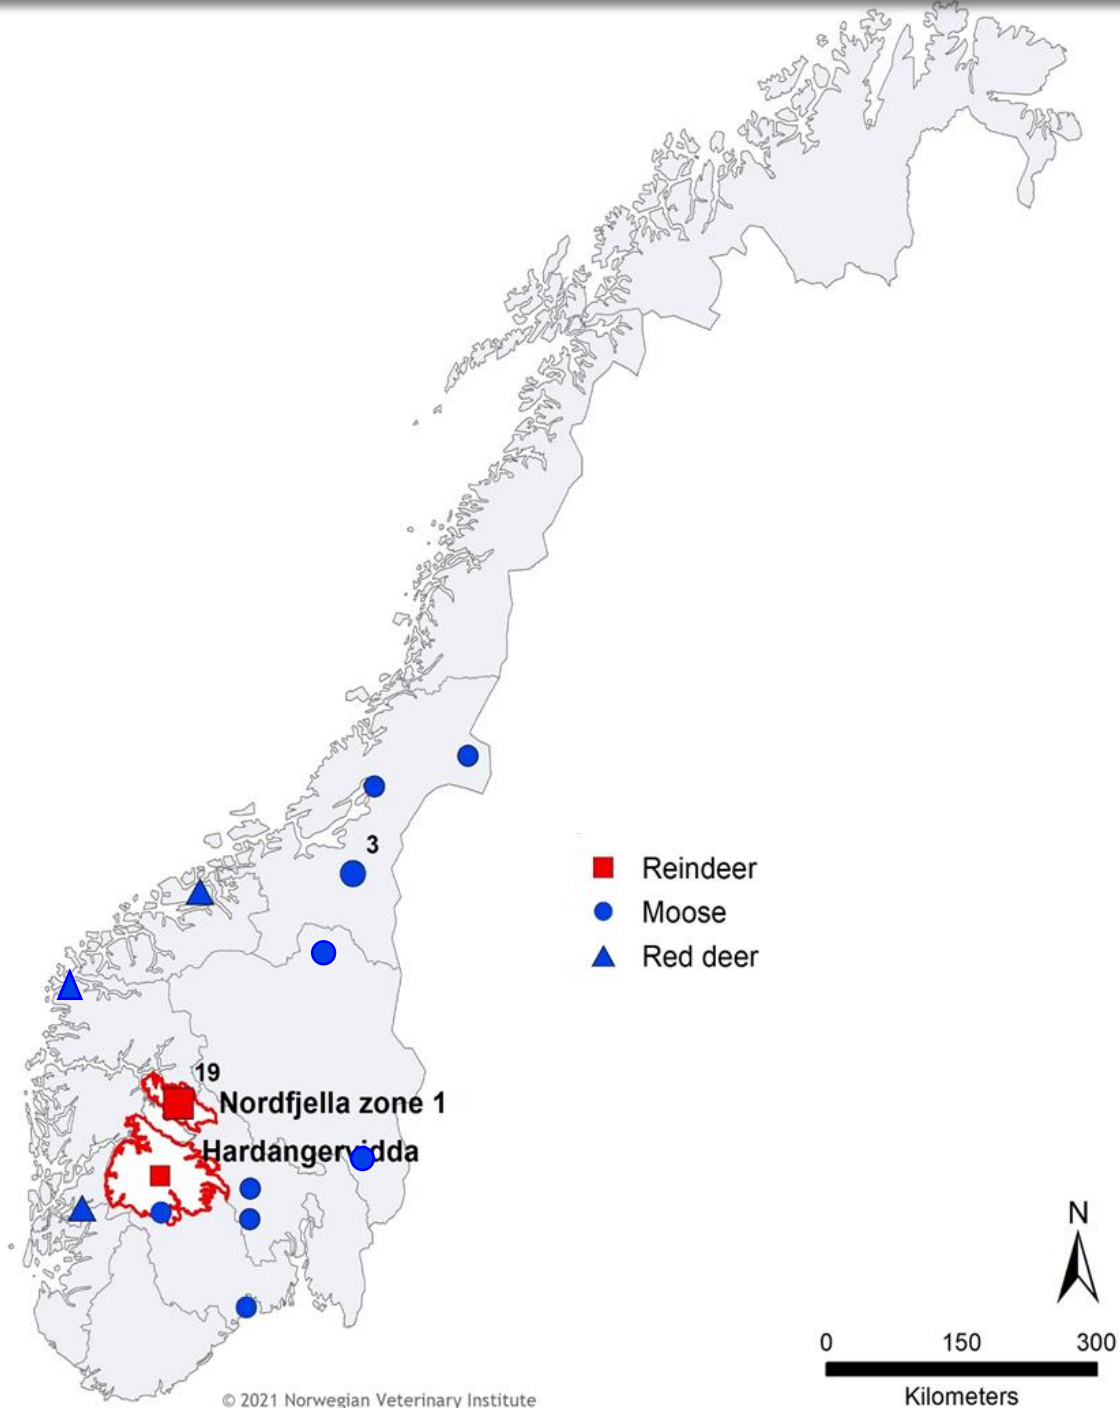 3
Reindeer
Moose
Red deer
19
Nordfjella zone 1
Hardangervidda
N
0 150 300
Kilometers
© 2021 Norwegian Veterinary Institute